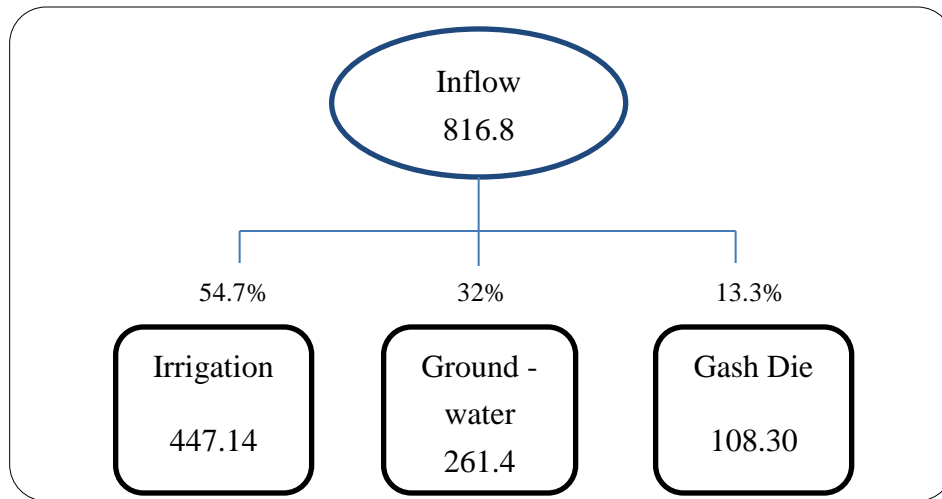 Inflow
816.8
54.7%
32%
13.3%
Irrigation
447.14
Ground -
water
261.4
Gash Die
108.30